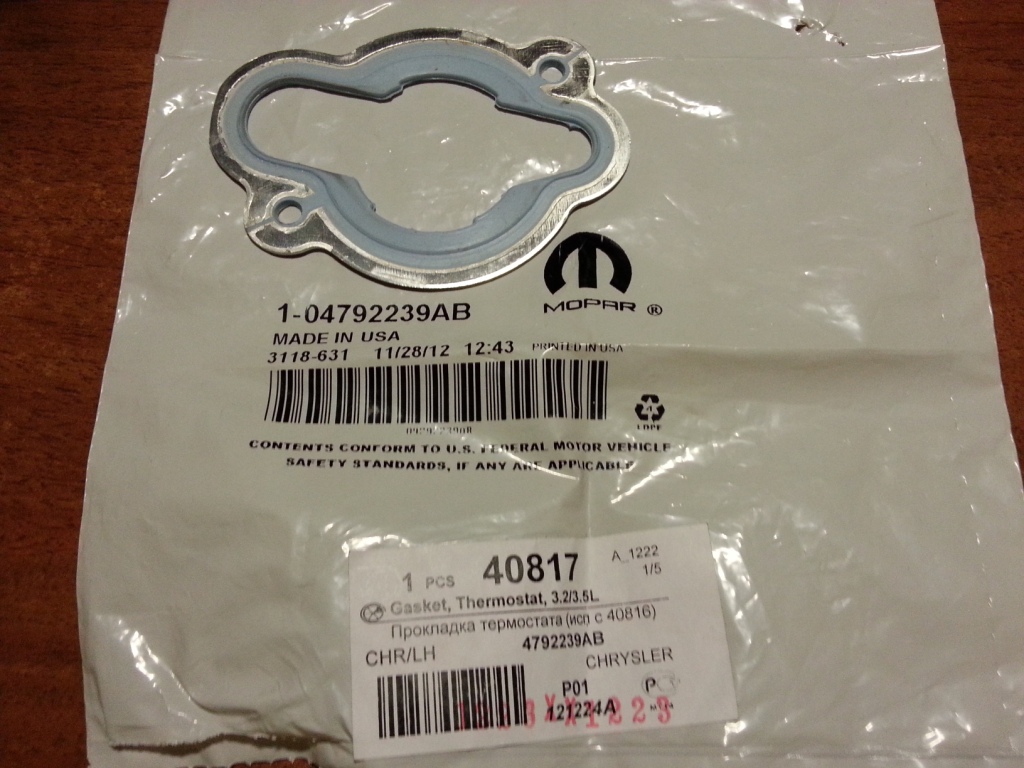 MOPAR ®
1-04792239AB
MADE IN USA
3118-631 11/28/12 12:43 PRINTED IN USA
4
LDPE
CONTENTS CONFORM TO U.S. FEDERAL MOTOR VEHICLE
SAFETY STANDARDS, IF ANY ARE APPLICABLE
1 PCS 40817 A_1222
1/5
Gasket, Thermostat, 3.2/3.5L
Прокладка термостата (исп с 40816)
4792239AB
CHR/LH CHRYSLER
P01
121224A